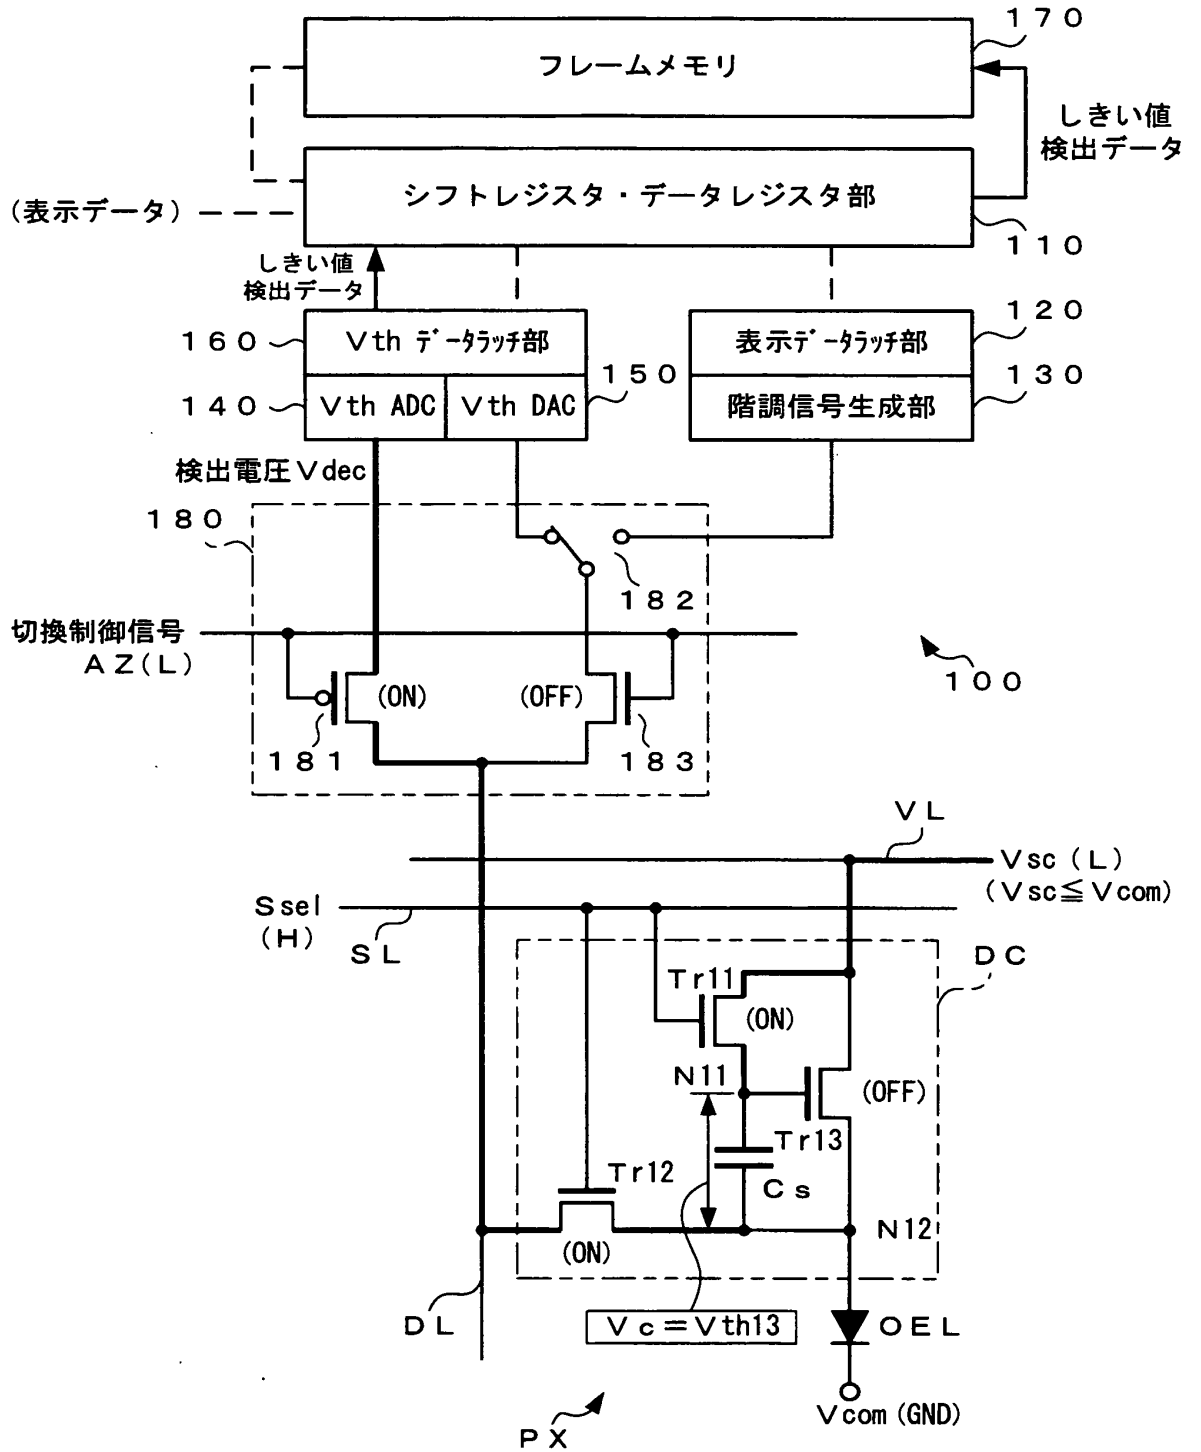 １７０
フレームメモリ
しきい値
検出データ
シフトレジスタ・データレジスタ部
(表示データ)
１１０
しきい値
検出データ
１２０
１６０
Ｖth ﾃﾞｰﾀﾗｯﾁ部
表示ﾃﾞｰﾀﾗｯﾁ部
１５０
１３０
１４０
Ｖth ADC
Ｖth DAC
階調信号生成部
検出電圧Ｖdec
１８０
１８２
切換制御信号
ＡＺ(Ｌ)
１００
(ON)
(OFF)
１８１
１８３
ＶＬ
Ｖsc (Ｌ)
(Ｖsc≦Ｖcom)
Ｓsel
(Ｈ)
ＳＬ
ＤＣ
Ｔr11
(ON)
Ｎ11
(OFF)
Ｔr13
Ｔr12
Ｃｓ
Ｎ12
(ON)
ＤＬ
Ｖｃ＝Ｖth13
ＯＥＬ
Ｖcom(GND)
ＰＸ